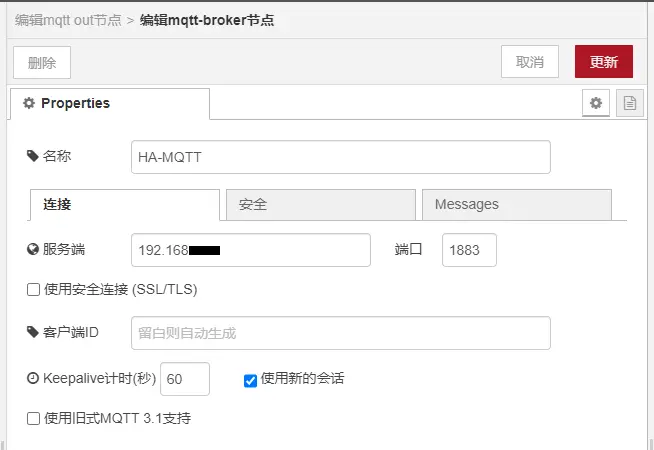 编辑mqtt out节点 > 编辑mqtt-broker节点
删除 取消 更新
Properties
名称 HA-MQTT
连接 安全 Messages
服务端 192.168 端口 1883
使用安全连接 (SSL/TLS)
客户端ID 留白则自动生成
Keepalive计时(秒) 60 使用新的会话
使用旧式MQTT 3.1支持